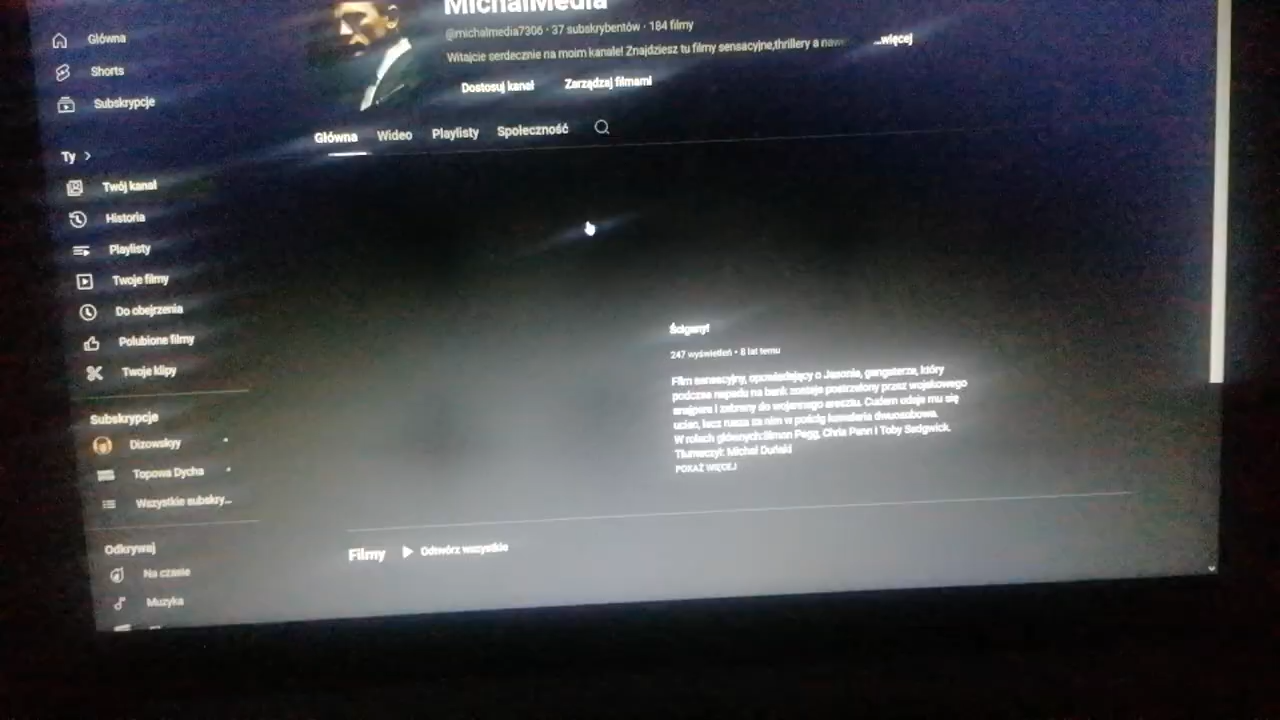 MichalMedia
@michalmedia7306 · 37 subskrybentów · 184 filmy
Witajcie serdecznie na moim kanale! Znajdziesz tu filmy sensacyjne,thrillery a naw ...więcej
Dostosuj kanał Zarządzaj filmami
Główna Wideo Playlisty Społeczność
Główna
Shorts
Subskrypcje
Ty >
Twój kanał
Historia
Playlisty
Twoje filmy
Do obejrzenia
Polubione filmy
Twoje klipy
Subskrypcje
Dizowskyy
Topowa Dycha
Wszystkie subskry...
Odkrywaj
Na czasie
Muzyka
Ścigany!
247 wyświetleń • 8 lat temu
Film sensacyjny, opowiadający o Jasonie, gangsterze, który
podczas napadu na bank zostaje postrzelony przez wojskowego
snajpera i zabrany do wojennego aresztu. Cudem udaje mu się
uciec, lecz rusza za nim w pościg kawaleria dwuosobowa.
W rolach głównych:Simon Pegg, Chris Penn i Toby Sedgwick.
Tłumaczył: Michał Duński
POKAŻ WIĘCEJ
Filmy Odtwórz wszystkie